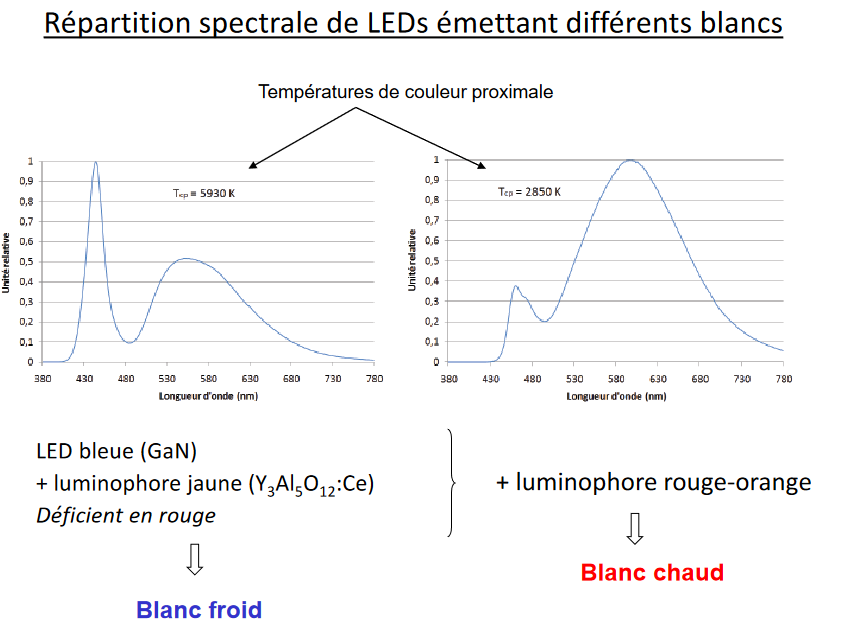 Répartition spectrale de LEDs émettant différents blancs
Températures de couleur proximale
1
0,9
0,8
0,7
0,6
0,5
0,4
0,3
0,2
0,1
0
Unité relative
Tcp = 5930 K
380 430 480 530 580 630 680 730 780
Longueur d'onde (nm)
1
0,9
0,8
0,7
0,6
0,5
0,4
0,3
0,2
0,1
0
Unité relative
Tcp = 2850 K
380 430 480 530 580 630 680 730 780
Longueur d'onde (nm)
LED bleue (GaN)
+ luminophore jaune (Y3Al5O12:Ce)
Déficient en rouge
Blanc froid
+ luminophore rouge-orange
Blanc chaud